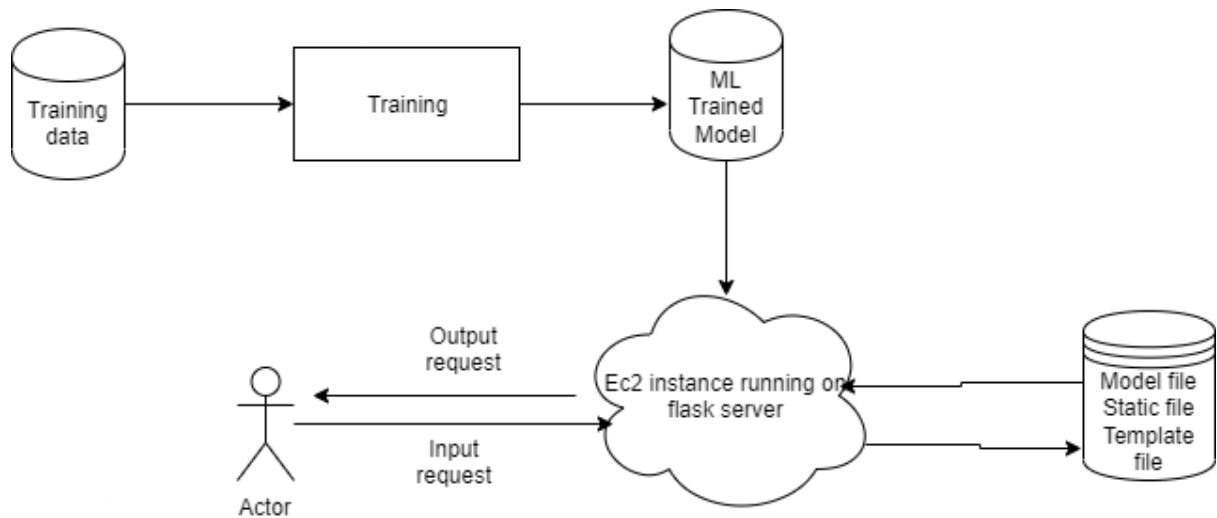 Training
data
Training
ML
Trained
Model
Output
request
Ec2 instance running on
flask server
Model file
Static file
Template
file
Input
request
Actor